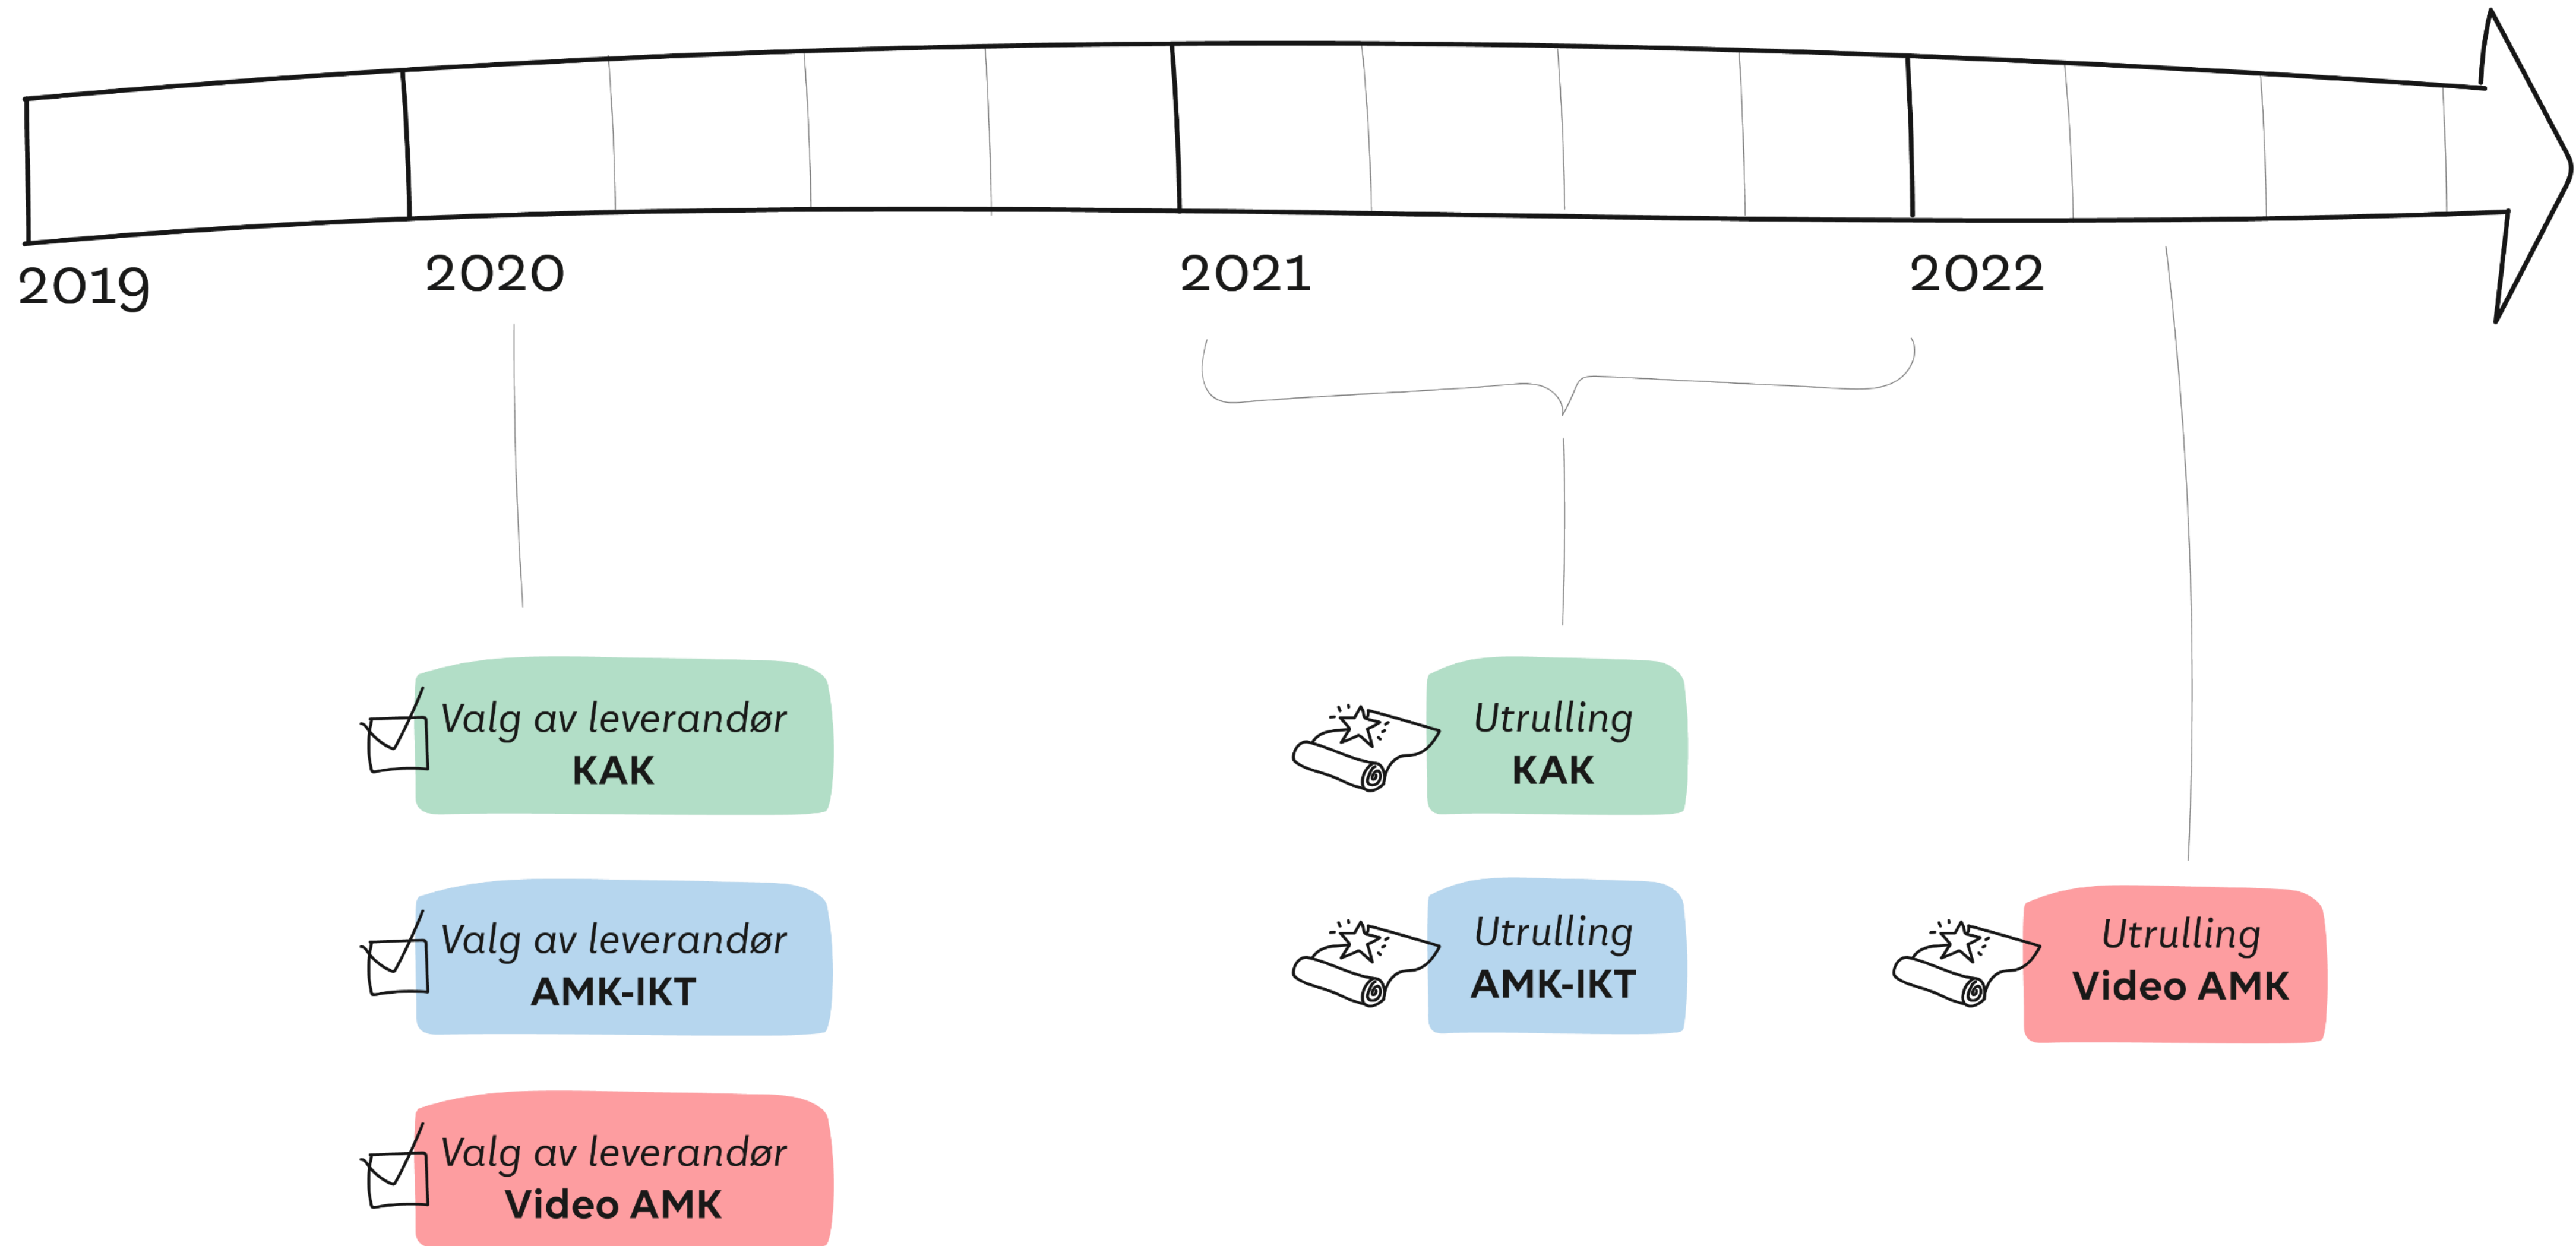 2019
2020
2021
2022
Valg av leverandør
KAK
Utrulling
KAK
Valg av leverandør
AMK-IKT
Utrulling
AMK-IKT
Utrulling
Video AMK
Valg av leverandør
Video AMK